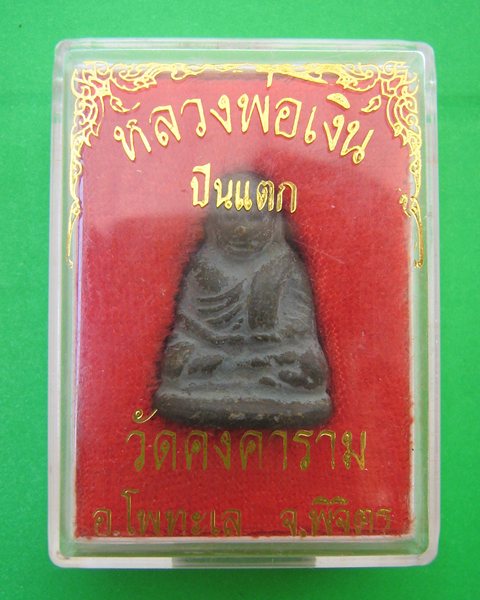 หลวงพ่อเงิน
ปืนแตก
วัดคงคาราม
อ.โพทะเล จ.พิจิตร